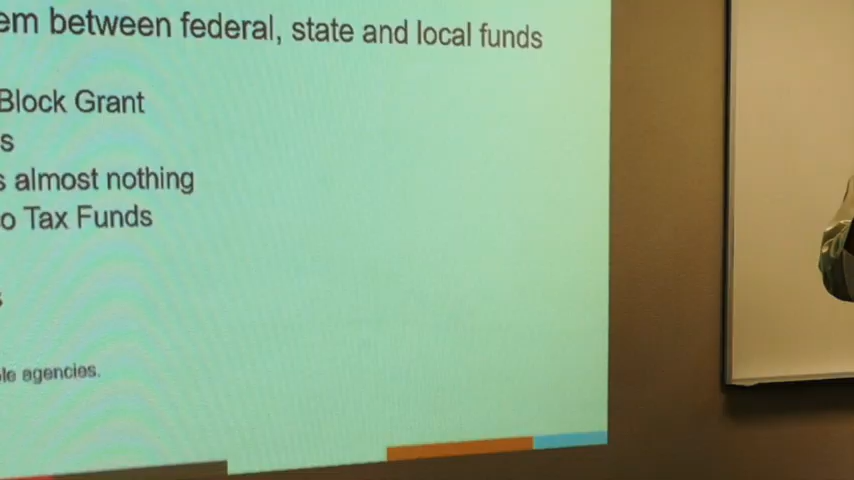 em between federal, state and local funds
Block Grant
s
s almost nothing
o Tax Funds
s
le agencies.